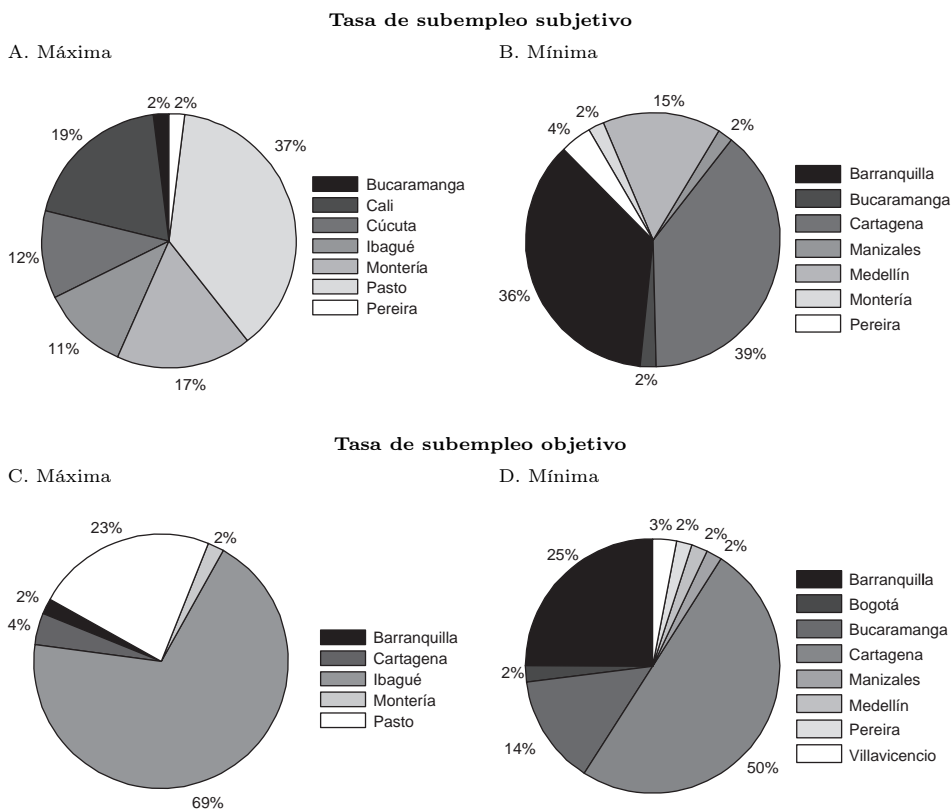 Tasa de subempleo subjetivo
A. Máxima
2%
2%
19%
37%
12%
11%
17%
Bucaramanga
Cali
Cúcuta
Ibagué
Montería
Pasto
Pereira
B. Mínima
15%
2%
2%
4%
36%
39%
2%
Barranquilla
Bucaramanga
Cartagena
Manizales
Medellín
Montería
Pereira
Tasa de subempleo objetivo
C. Máxima
23%
2%
2%
4%
69%
Barranquilla
Cartagena
Ibagué
Montería
Pasto
D. Mínima
3%
2%
2%
2%
25%
2%
14%
50%
Barranquilla
Bogotá
Bucaramanga
Cartagena
Manizales
Medellín
Pereira
Villavicencio